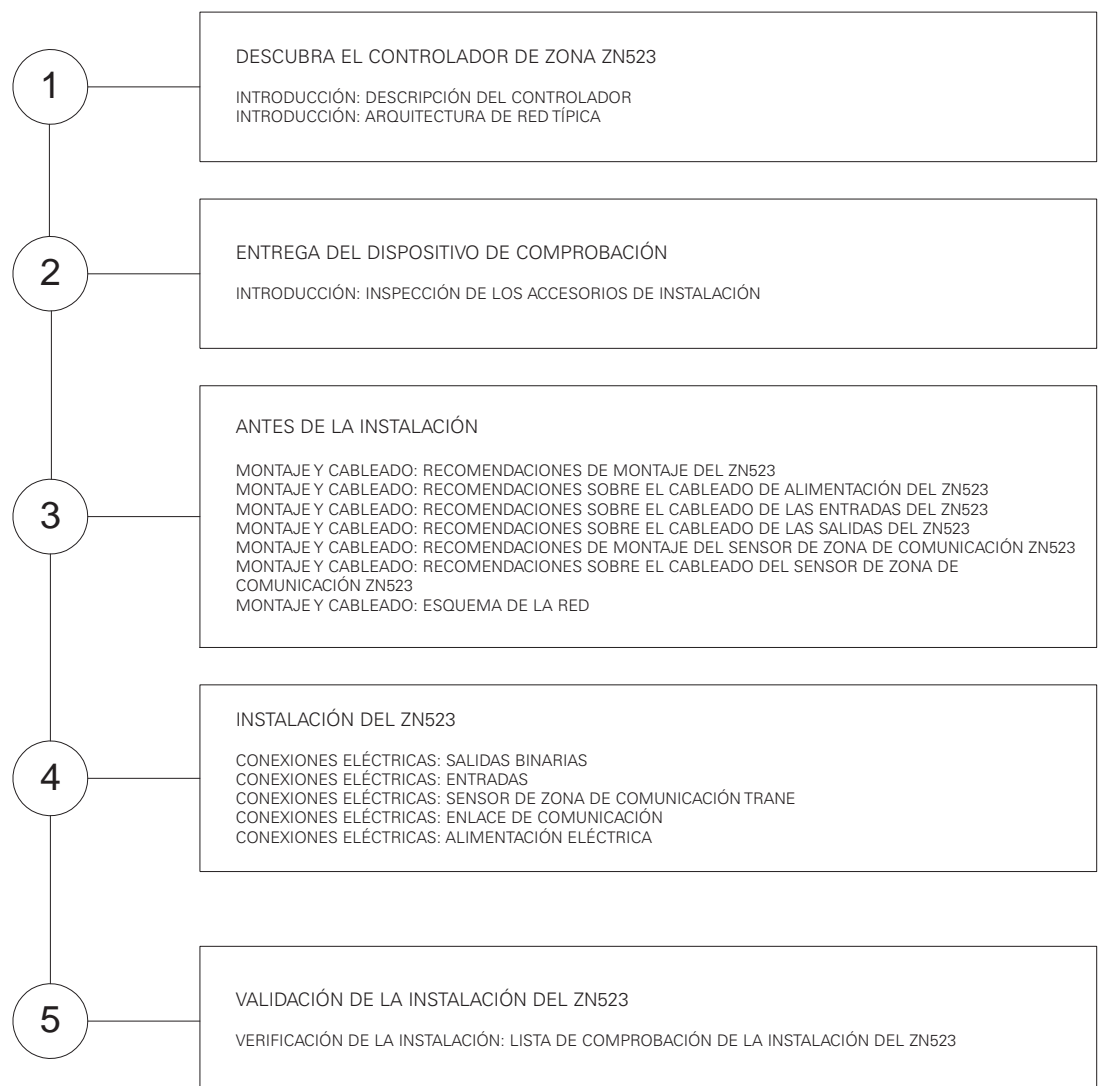 1
DESCUBRA EL CONTROLADOR DE ZONA ZN523
INTRODUCCIÓN: DESCRIPCIÓN DEL CONTROLADOR
INTRODUCCIÓN: ARQUITECTURA DE RED TÍPICA
2
ENTREGA DEL DISPOSITIVO DE COMPROBACIÓN
INTRODUCCIÓN: INSPECCIÓN DE LOS ACCESORIOS DE INSTALACIÓN
3
ANTES DE LA INSTALACIÓN
MONTAJE Y CABLEADO: RECOMENDACIONES DE MONTAJE DEL ZN523
MONTAJE Y CABLEADO: RECOMENDACIONES SOBRE EL CABLEADO DE ALIMENTACIÓN DEL ZN523
MONTAJE Y CABLEADO: RECOMENDACIONES SOBRE EL CABLEADO DE LAS ENTRADAS DEL ZN523
MONTAJE Y CABLEADO: RECOMENDACIONES SOBRE EL CABLEADO DE LAS SALIDAS DEL ZN523
MONTAJE Y CABLEADO: RECOMENDACIONES DE MONTAJE DEL SENSOR DE ZONA DE COMUNICACIÓN ZN523
MONTAJE Y CABLEADO: RECOMENDACIONES SOBRE EL CABLEADO DEL SENSOR DE ZONA DE
COMUNICACIÓN ZN523
MONTAJE Y CABLEADO: ESQUEMA DE LA RED
4
INSTALACIÓN DEL ZN523
CONEXIONES ELÉCTRICAS: SALIDAS BINARIAS
CONEXIONES ELÉCTRICAS: ENTRADAS
CONEXIONES ELÉCTRICAS: SENSOR DE ZONA DE COMUNICACIÓN TRANE
CONEXIONES ELÉCTRICAS: ENLACE DE COMUNICACIÓN
CONEXIONES ELÉCTRICAS: ALIMENTACIÓN ELÉCTRICA
5
VALIDACIÓN DE LA INSTALACIÓN DEL ZN523
VERIFICACIÓN DE LA INSTALACIÓN: LISTA DE COMPROBACIÓN DE LA INSTALACIÓN DEL ZN523